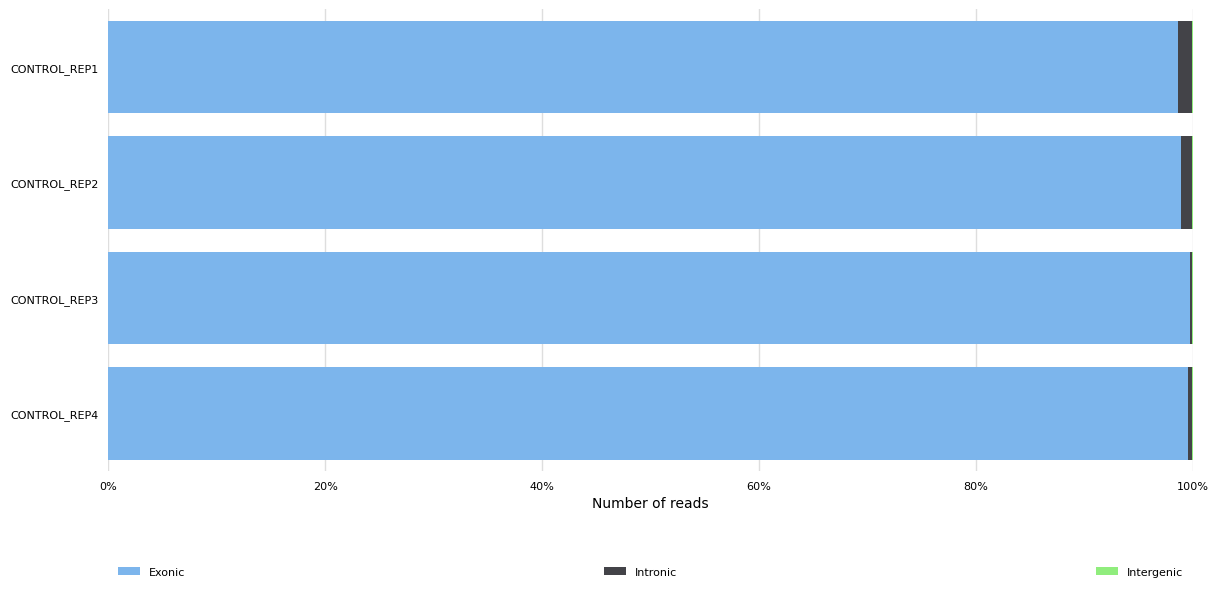 CONTROL_REP1
CONTROL_REP2
CONTROL_REP3
CONTROL_REP4
0% 20% 40% 60% 80% 100%
Number of reads
Exonic Intronic Intergenic